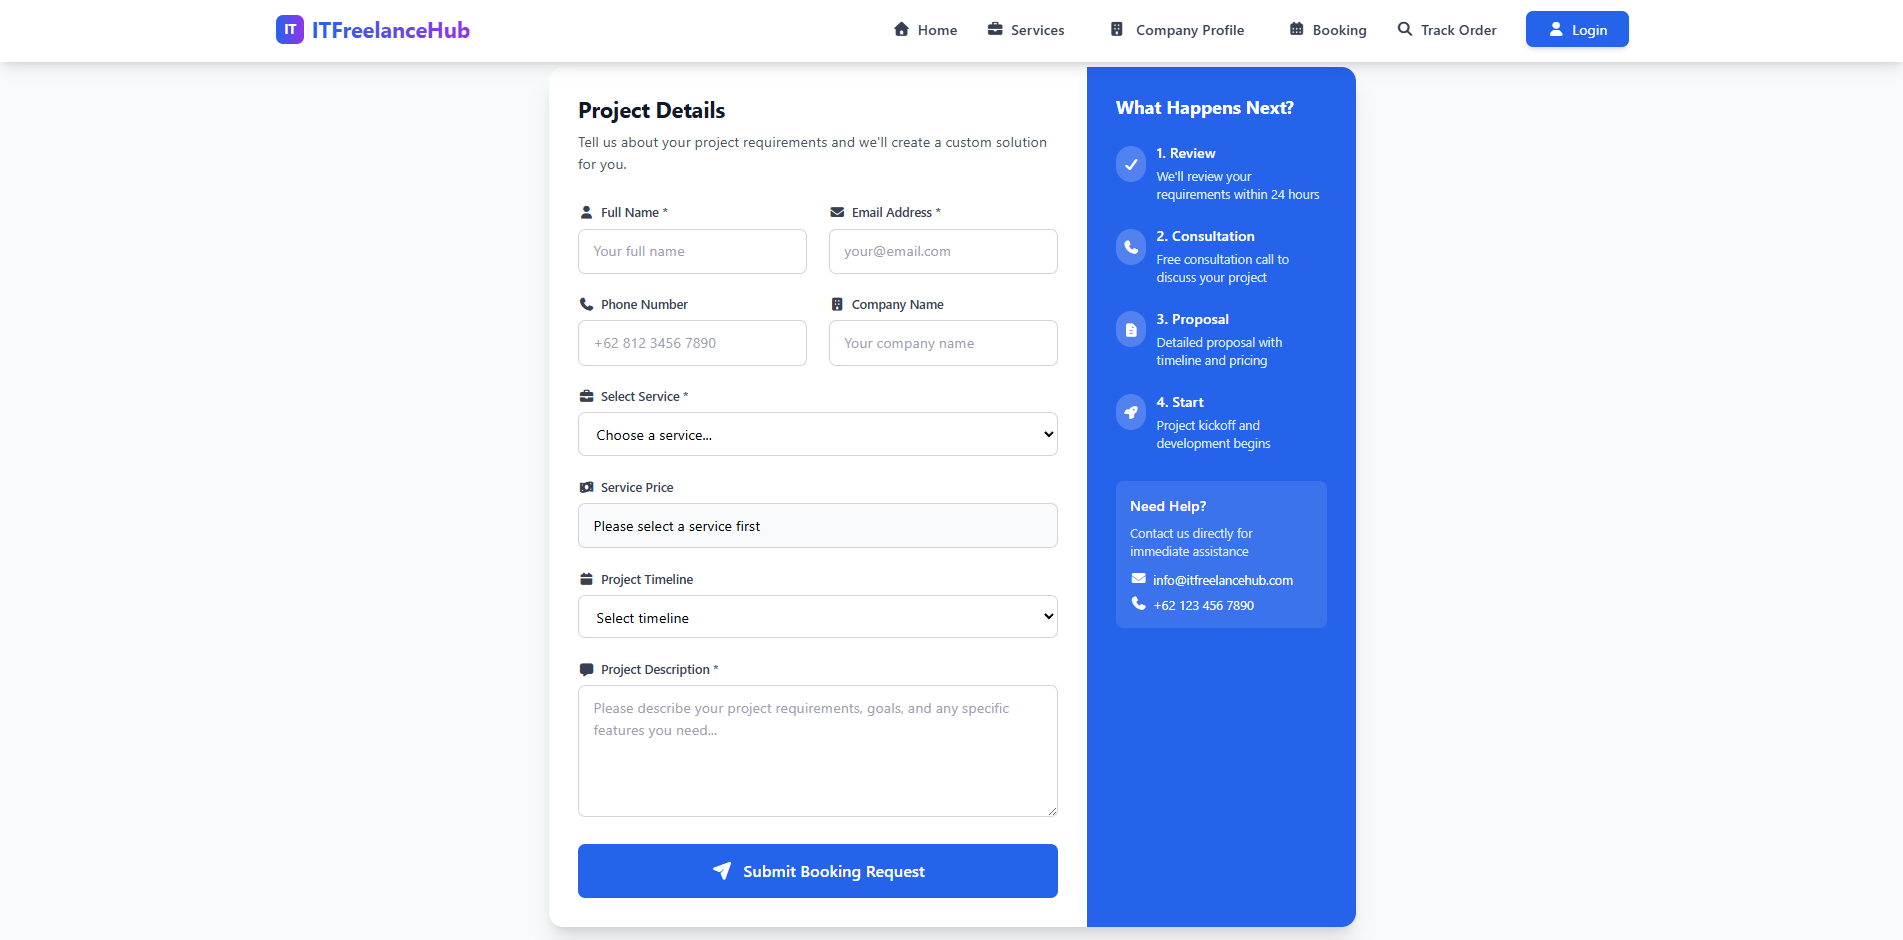 IT ITFreelanceHub
Home Services Company Profile Booking Track Order Login
Project Details
Tell us about your project requirements and we'll create a custom solution
for you.
Full Name * Email Address *
Your full name your@email.com
Phone Number Company Name
+62 812 3456 7890 Your company name
Select Service *
Choose a service...
Service Price
Please select a service first
Project Timeline
Select timeline
Project Description *
Please describe your project requirements, goals, and any specific
features you need...
Submit Booking Request
What Happens Next?
1. Review
We'll review your
requirements within 24 hours
2. Consultation
Free consultation call to
discuss your project
3. Proposal
Detailed proposal with
timeline and pricing
4. Start
Project kickoff and
development begins
Need Help?
Contact us directly for
immediate assistance
info@itfreelancehub.com
+62 123 456 7890